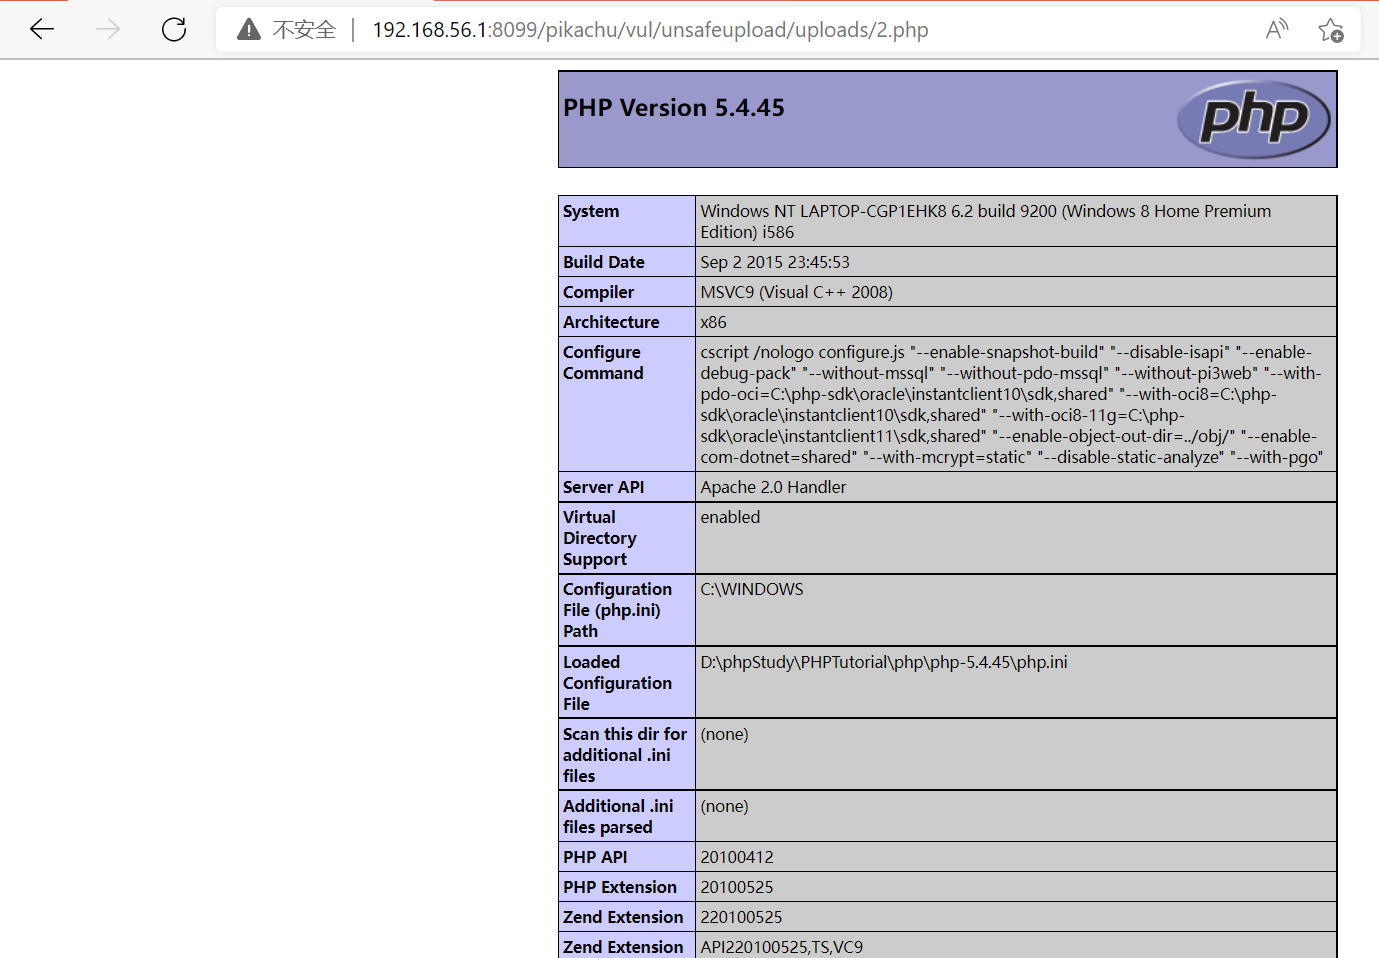 不安全 192.168.56.1:8099/pikachu/vul/unsafeupload/uploads/2.php
PHP Version 5.4.45
php
System
Windows NT LAPTOP-CGP1EHK8 6.2 build 9200 (Windows 8 Home Premium
Edition) i586
Build Date
Sep 2 2015 23:45:53
Compiler
MSVC9 (Visual C++ 2008)
Architecture
x86
Configure
Command
cscript /nologo configure.js "--enable-snapshot-build" "--disable-isapi" "--enable-
debug-pack" "--without-mssql" "--without-pdo-mssql" "--without-pi3web" "--with-
pdo-oci=C:\php-sdk\oracle\instantclient10\sdk,shared" "--with-oci8=C:\php-
sdk\oracle\instantclient10\sdk,shared" "--with-oci8-11g=C:\php-
sdk\oracle\instantclient11\sdk,shared" "--enable-object-out-dir=../obj/" "--enable-
com-dotnet=shared" "--with-mcrypt=static" "--disable-static-analyze" "--with-pgo"
Server API
Apache 2.0 Handler
Virtual
Directory
Support
enabled
Configuration
File (php.ini)
Path
C:\WINDOWS
Loaded
Configuration
File
D:\phpStudy\PHPTutorial\php\php-5.4.45\php.ini
Scan this dir for
additional .ini
files
(none)
Additional .ini
files parsed
(none)
PHP API
20100412
PHP Extension
20100525
Zend Extension
220100525
Zend Extension
API220100525,TS,VC9